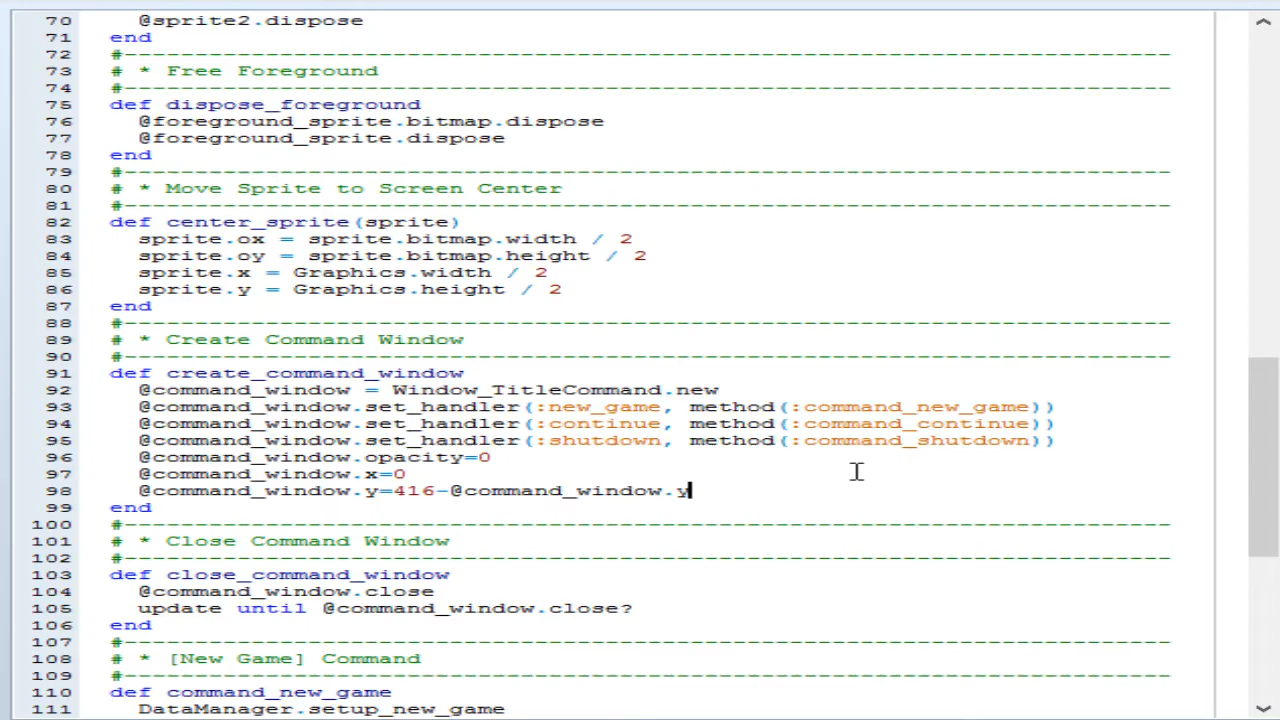 70 @sprite2.dispose
71 end
72 #---------------------------------------------------------------------------
73 # * Free Foreground
74 #---------------------------------------------------------------------------
75 def dispose_foreground
76 @foreground_sprite.bitmap.dispose
77 @foreground_sprite.dispose
78 end
79 #---------------------------------------------------------------------------
80 # * Move Sprite to Screen Center
81 #---------------------------------------------------------------------------
82 def center_sprite(sprite)
83 sprite.ox = sprite.bitmap.width / 2
84 sprite.oy = sprite.bitmap.height / 2
85 sprite.x = Graphics.width / 2
86 sprite.y = Graphics.height / 2
87 end
88 #---------------------------------------------------------------------------
89 # * Create Command Window
90 #---------------------------------------------------------------------------
91 def create_command_window
92 @command_window = Window_TitleCommand.new
93 @command_window.set_handler(:new_game, method(:command_new_game))
94 @command_window.set_handler(:continue, method(:command_continue))
95 @command_window.set_handler(:shutdown, method(:command_shutdown))
96 @command_window.opacity=0
97 @command_window.x=0
98 @command_window.y=416-@command_window.y
99 end
100 #---------------------------------------------------------------------------
101 # * Close Command Window
102 #---------------------------------------------------------------------------
103 def close_command_window
104 @command_window.close
105 update until @command_window.close?
106 end
107 #---------------------------------------------------------------------------
108 # * [New Game] Command
109 #---------------------------------------------------------------------------
110 def command_new_game
111 DataManager.setup_new_game